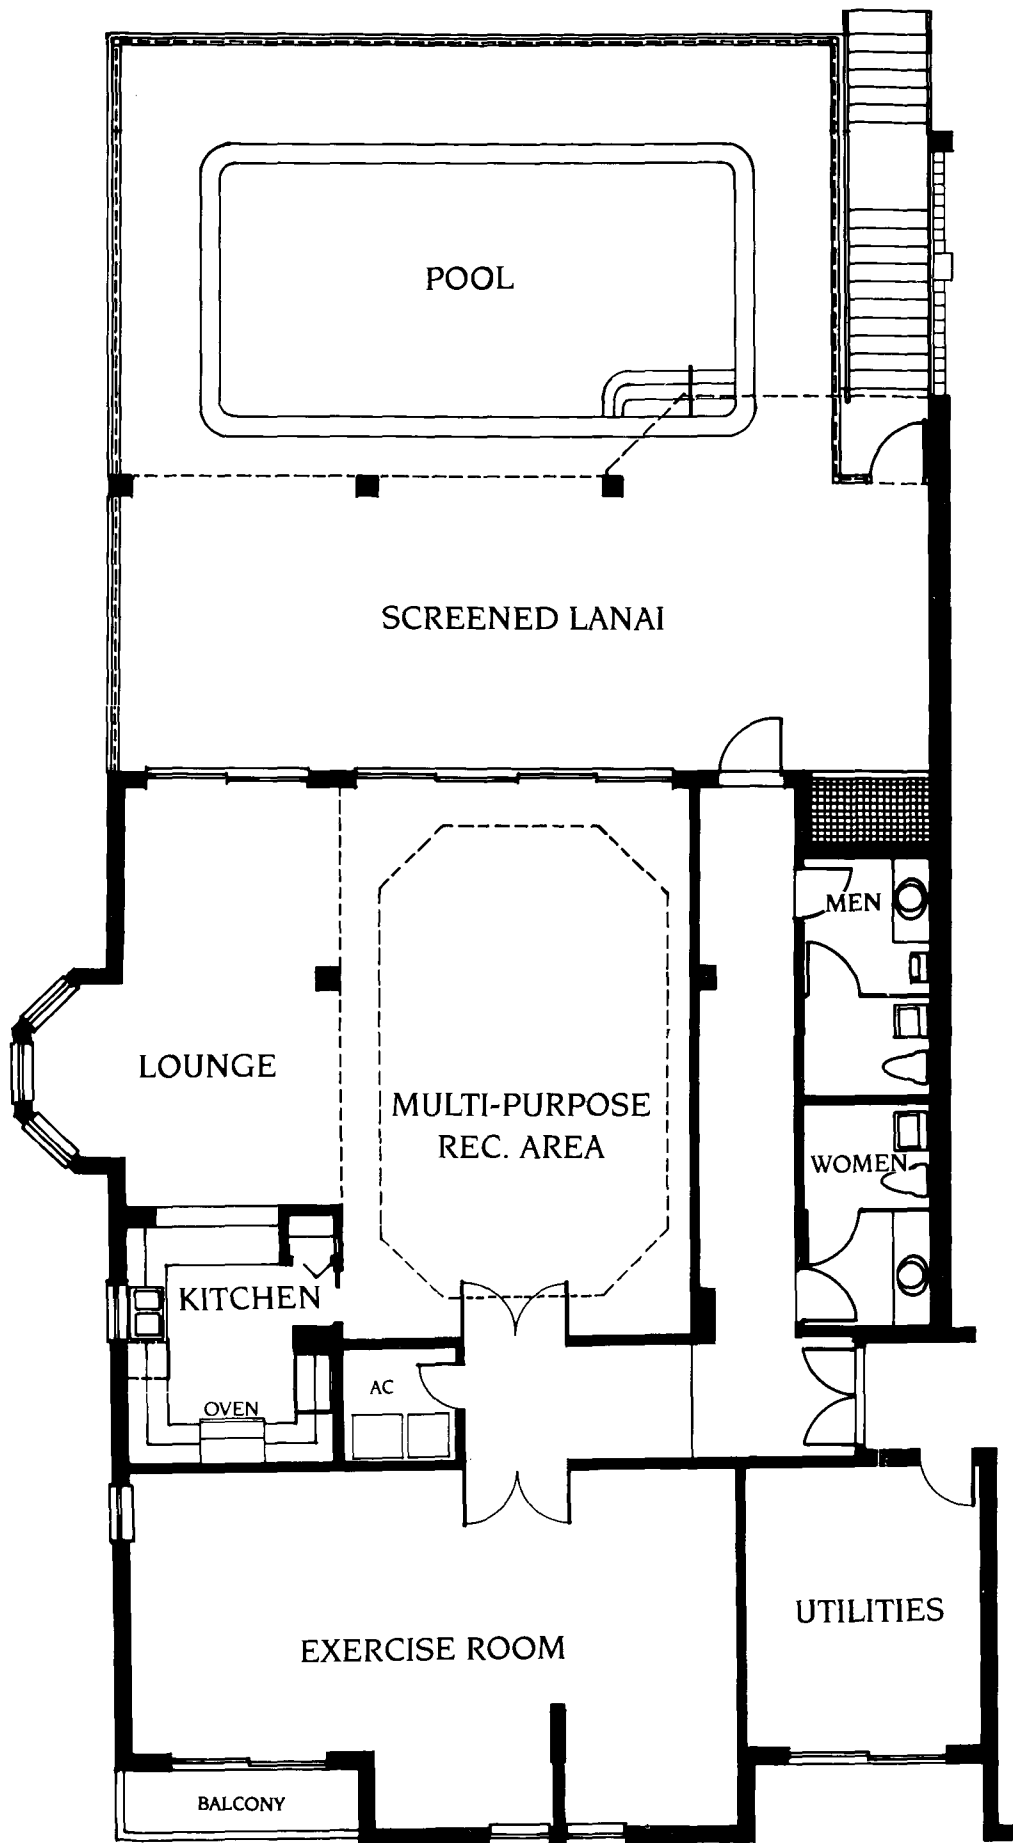 POOL
SCREENED LANAI
MEN
LOUNGE
MULTI-PURPOSE
REC. AREA
WOMEN
KITCHEN
AC
OVEN
UTILITIES
EXERCISE ROOM
BALCONY